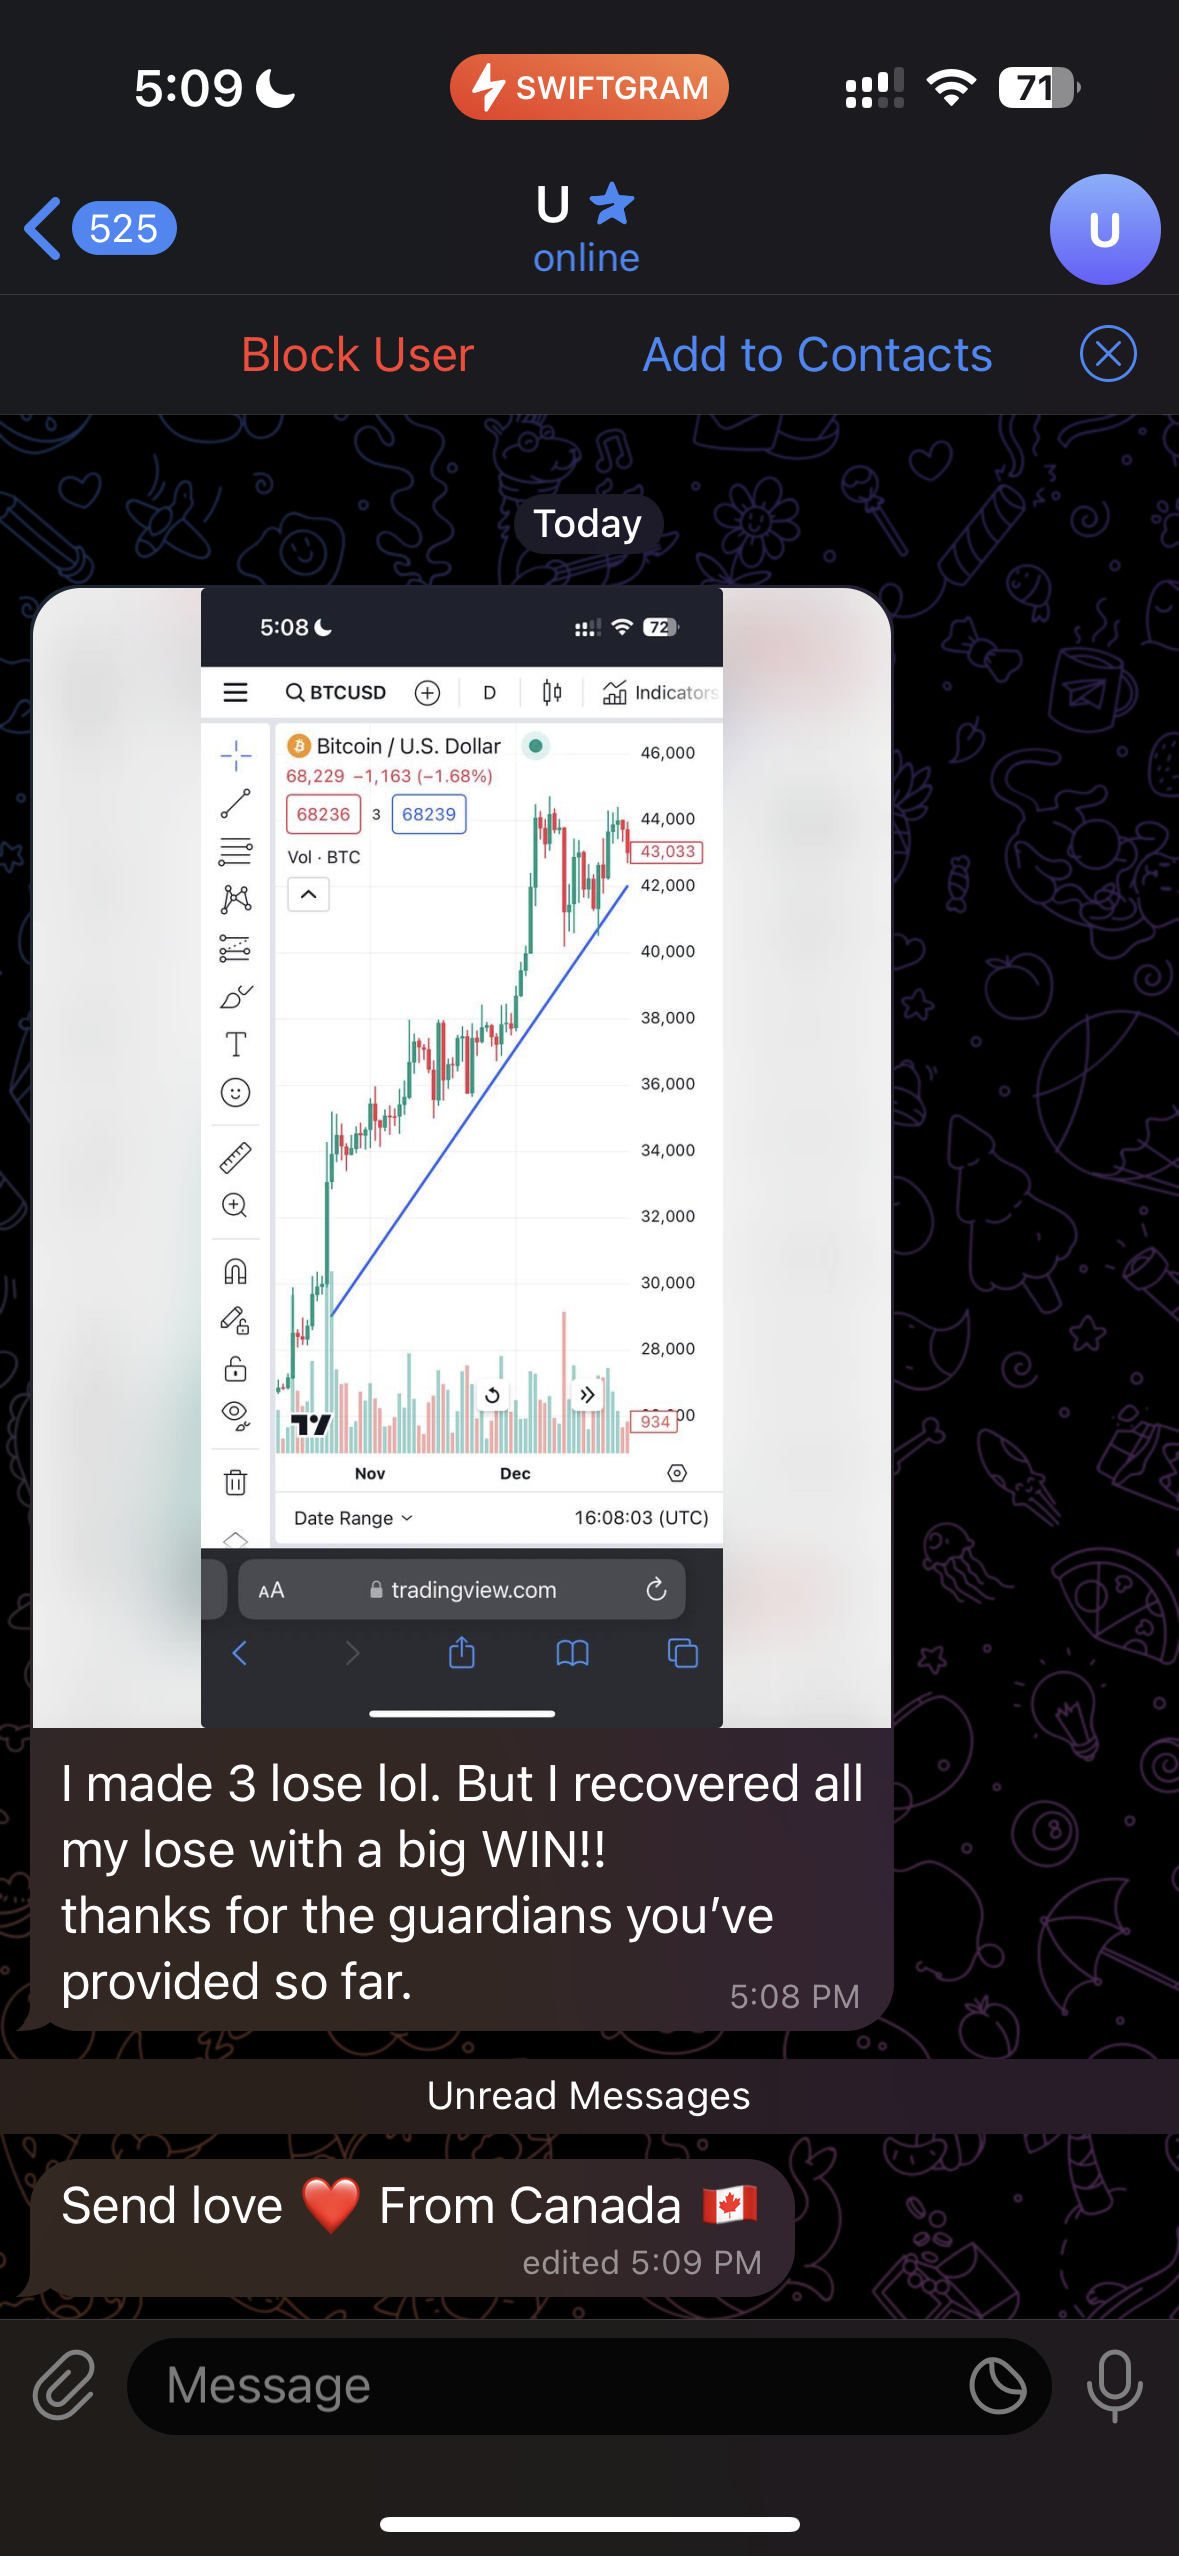 5:09
SWIFTGRAM
71
525
U
online
U
Block User
Add to Contacts
Today
5:08
72
BTCUSD
D
Indicators
Bitcoin / U.S. Dollar
68,229 −1,163 (−1.68%)
68236
3
68239
Vol · BTC
46,000
44,000
43,033
42,000
40,000
38,000
36,000
34,000
32,000
30,000
28,000
934
Nov
Dec
Date Range
16:08:03 (UTC)
AA
tradingview.com
I made 3 lose lol. But I recovered all
my lose with a big WIN!!
thanks for the guardians you’ve
provided so far.
5:08 PM
Unread Messages
Send love ❤️ From Canada 🇨🇦
edited 5:09 PM
Message